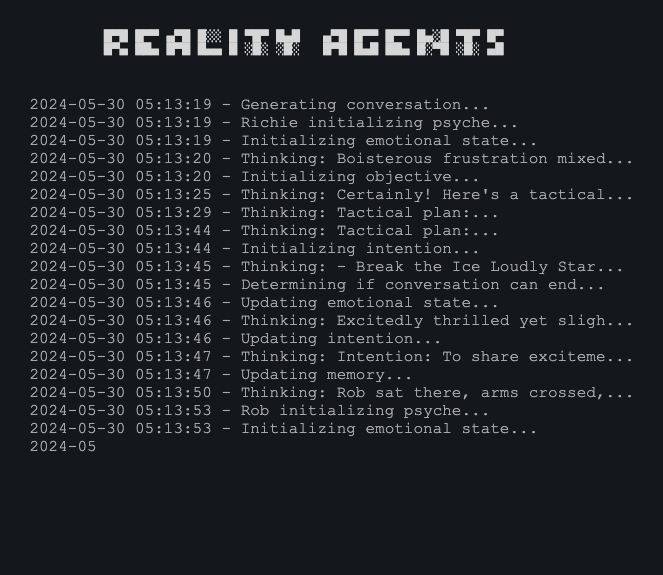 REALITY AGENTS
2024-05-30 05:13:19 - Generating conversation...
2024-05-30 05:13:19 - Richie initializing psyche...
2024-05-30 05:13:19 - Initializing emotional state...
2024-05-30 05:13:20 - Thinking: Boisterous frustration mixed...
2024-05-30 05:13:20 - Initializing objective...
2024-05-30 05:13:25 - Thinking: Certainly! Here's a tactical...
2024-05-30 05:13:29 - Thinking: Tactical plan:...
2024-05-30 05:13:44 - Thinking: Tactical plan:...
2024-05-30 05:13:44 - Initializing intention...
2024-05-30 05:13:45 - Thinking: - Break the Ice Loudly Star...
2024-05-30 05:13:45 - Determining if conversation can end...
2024-05-30 05:13:46 - Updating emotional state...
2024-05-30 05:13:46 - Thinking: Excitedly thrilled yet sligh...
2024-05-30 05:13:46 - Updating intention...
2024-05-30 05:13:47 - Thinking: Intention: To share exciteme...
2024-05-30 05:13:47 - Updating memory...
2024-05-30 05:13:50 - Thinking: Rob sat there, arms crossed,...
2024-05-30 05:13:53 - Rob initializing psyche...
2024-05-30 05:13:53 - Initializing emotional state...
2024-05